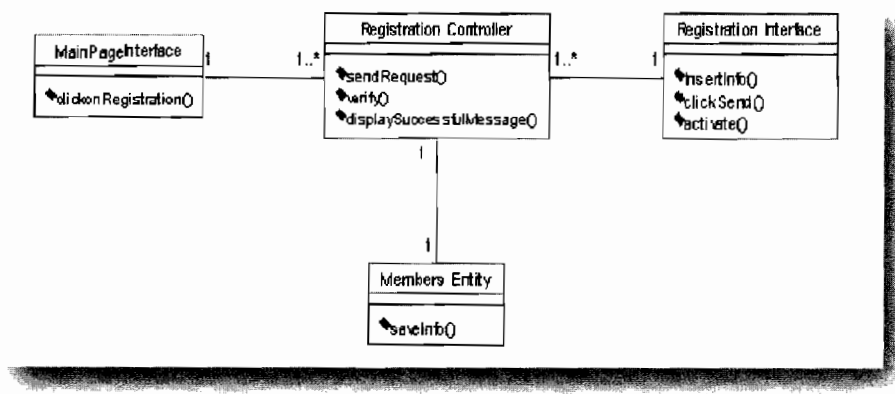 MainPageInterface
clickonRegistration()
1
1..*
Registration Controller
sendRequest()
verify()
displaySuccessfulMessage()
1..*
1
Registration Interface
InsertInfo()
clickSend()
activate()
1
1
Members Entity
saveInfo()